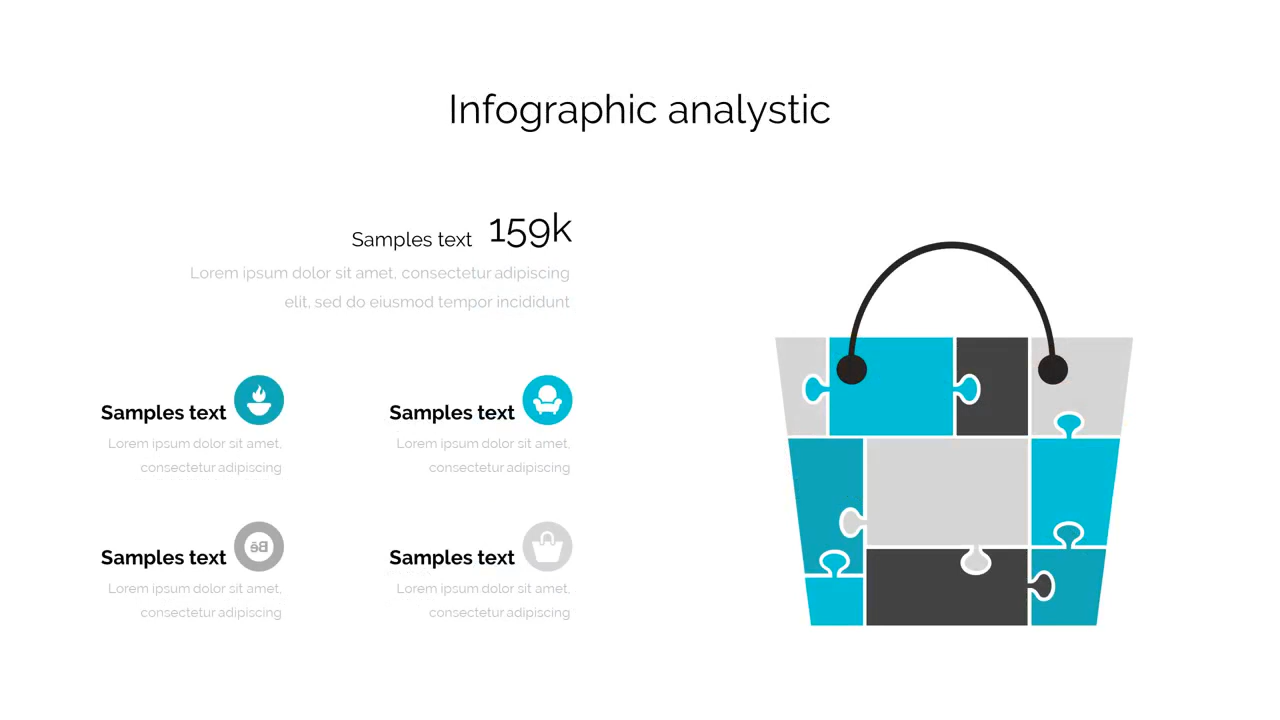 Infographic analystic
Samples text 159k
Lorem ipsum dolor sit amet, consectetur adipiscing
elit, sed do eiusmod tempor incididunt
Samples text
Lorem ipsum dolor sit amet,
consectetur adipiscing
Samples text
Lorem ipsum dolor sit amet,
consectetur adipiscing
Bē
Samples text
Lorem ipsum dolor sit amet,
consectetur adipiscing
Samples text
Lorem ipsum dolor sit amet,
consectetur adipiscing